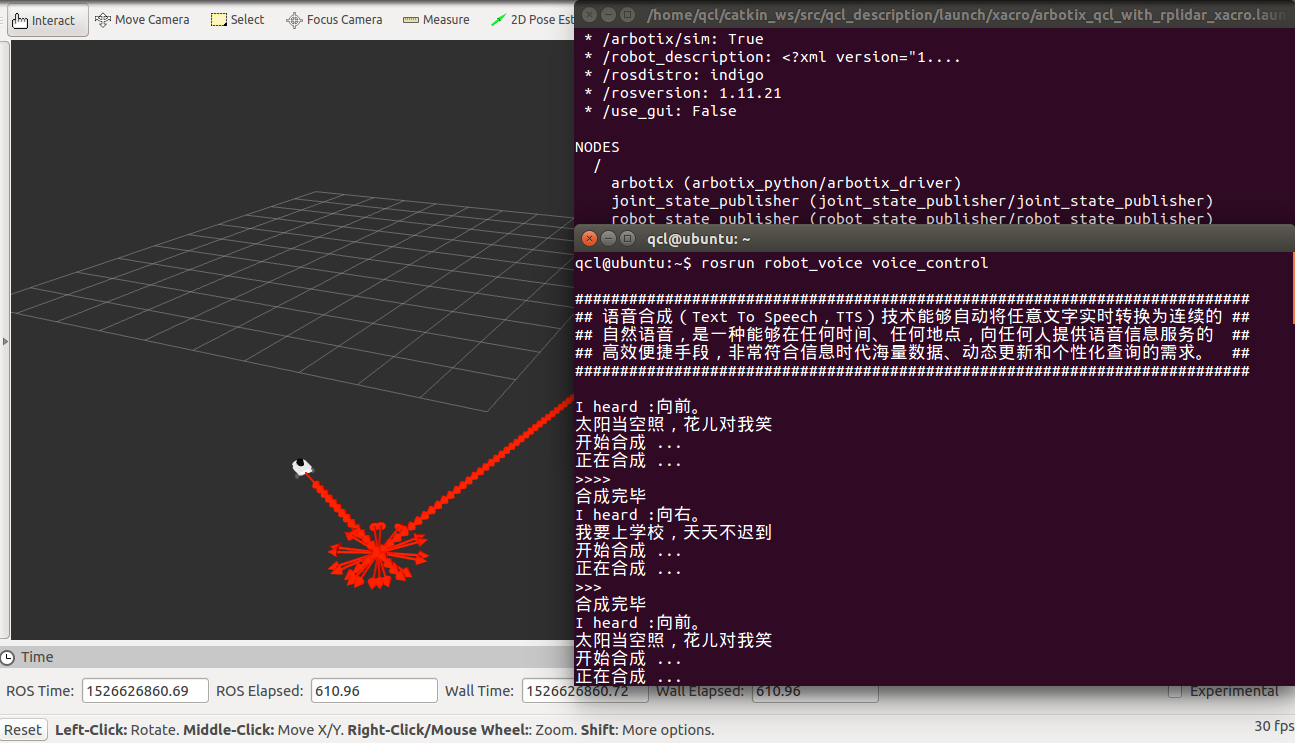 Interact Move Camera Select Focus Camera Measure 2D Pose Est
/home/qcl/catkin_ws/src/qcl_description/launch/xacro/arbotix_qcl_with_rplidar_xacro.laun
* /arbotix/sim: True
* /robot_description: <?xml version="1....
* /rosdistro: indigo
* /rosversion: 1.11.21
* /use_gui: False
NODES
/
arbotix (arbotix_python/arbotix_driver)
joint_state_publisher (joint_state_publisher/joint_state_publisher)
robot_state_publisher (robot_state_publisher/robot_state_publisher)
qcl@ubuntu: ~
qcl@ubuntu:~$ rosrun robot_voice voice_control
###########################################################################
## 语音合成（Text To Speech，TTS）技术能够自动将任意文字实时转换为连续的 ##
## 自然语音，是一种能够在任何时间、任何地点，向任何人提供语音信息服务的 ##
## 高效便捷手段，非常符合信息时代海量数据、动态更新和个性化查询的需求。 ##
###########################################################################
I heard :向前。
太阳当空照，花儿对我笑
开始合成 ...
正在合成 ...
>>>>
合成完毕
I heard :向右。
我要上学校，天天不迟到
开始合成 ...
正在合成 ...
>>>
合成完毕
I heard :向前。
太阳当空照，花儿对我笑
开始合成 ...
正在合成 ...
Time
ROS Time: 1526626860.69 ROS Elapsed: 610.96 Wall Time: 1526626860.72 Wall Elapsed: 610.96 Experimental
Reset Left-Click: Rotate. Middle-Click: Move X/Y. Right-Click/Mouse Wheel:: Zoom. Shift: More options. 30 fps